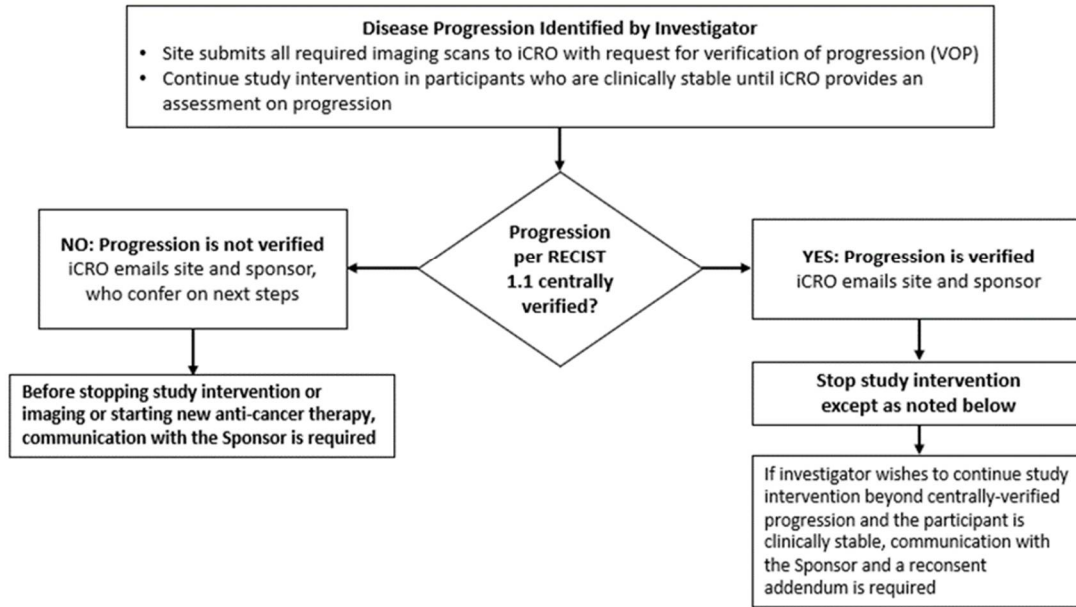 Disease Progression Identified by Investigator
• Site submits all required imaging scans to iCRO with request for verification of progression (VOP)
• Continue study intervention in participants who are clinically stable until iCRO provides an
assessment on progression
Progression
per RECIST
1.1 centrally
verified?
NO: Progression is not verified
iCRO emails site and sponsor,
who confer on next steps
Before stopping study intervention or
imaging or starting new anti-cancer therapy,
communication with the Sponsor is required
YES: Progression is verified
iCRO emails site and sponsor
Stop study intervention
except as noted below
If investigator wishes to continue study
intervention beyond centrally-verified
progression and the participant is
clinically stable, communication with
the Sponsor and a reconsent
addendum is required